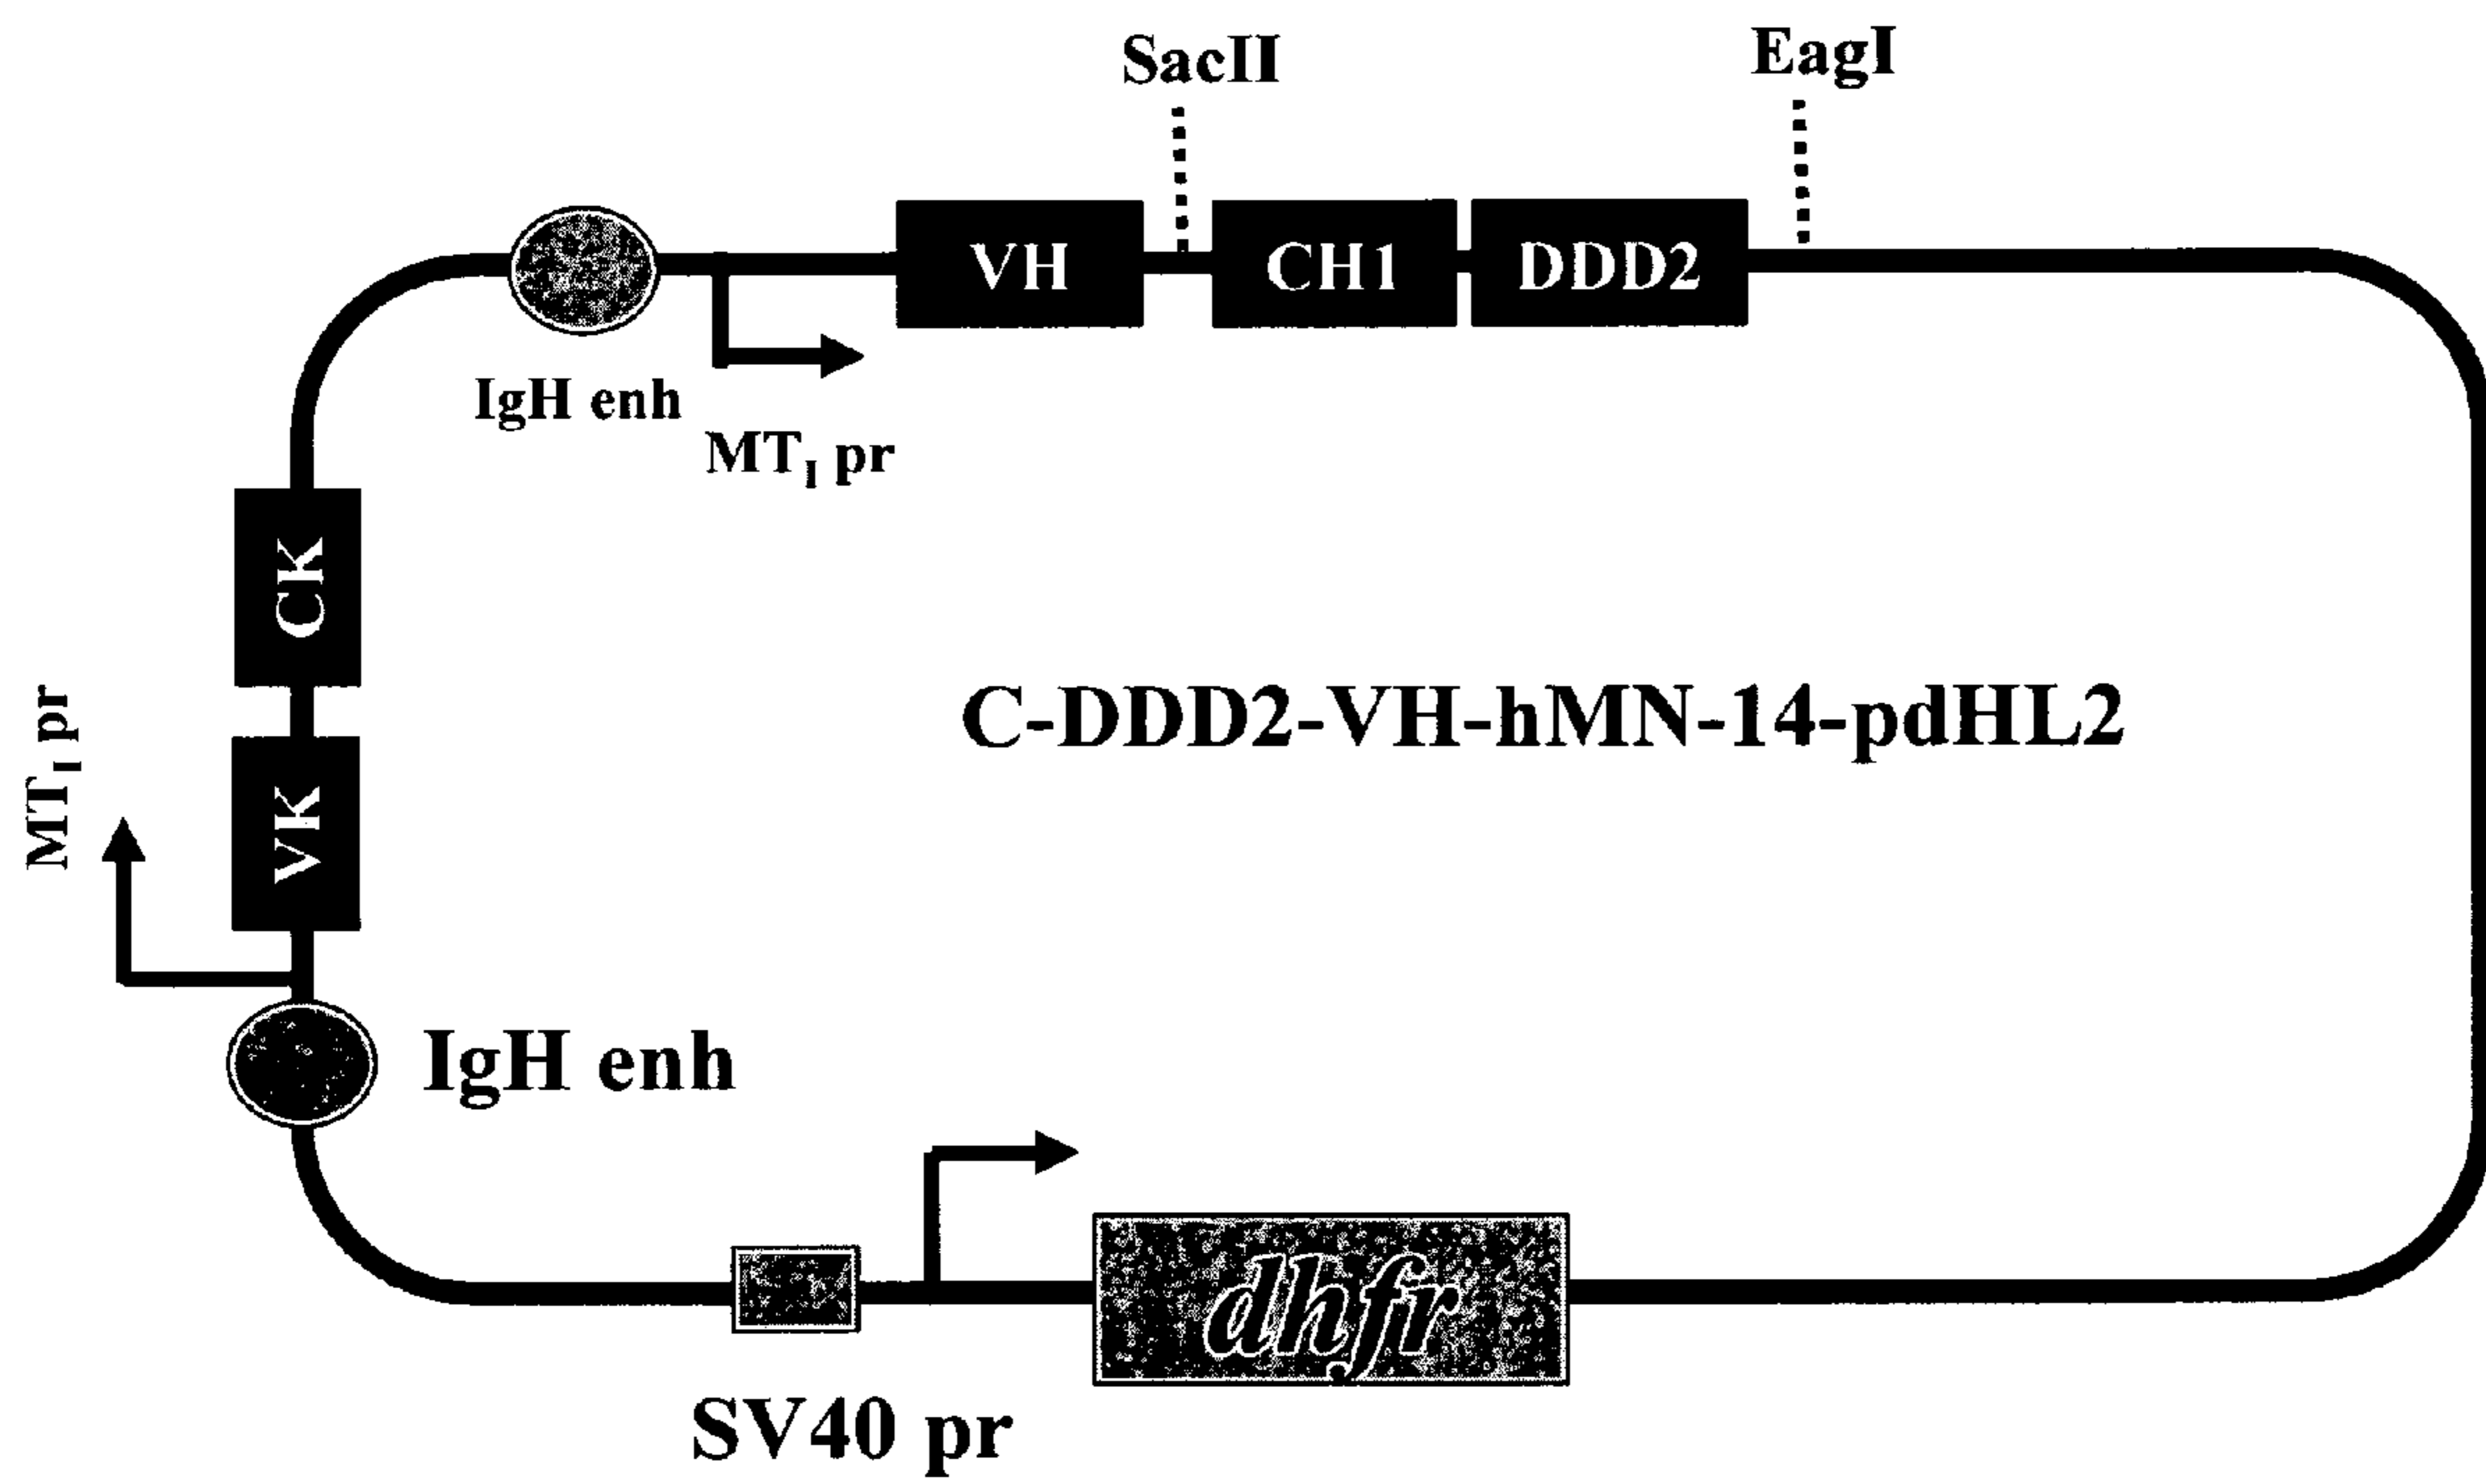 SacII
EagI
VH
CH1
DDD2
IgH enh
MTI pr
CK
VK
MTI pr
C-DDD2-VH-hMN-14-pdHL2
IgH enh
dhfr
SV40 pr